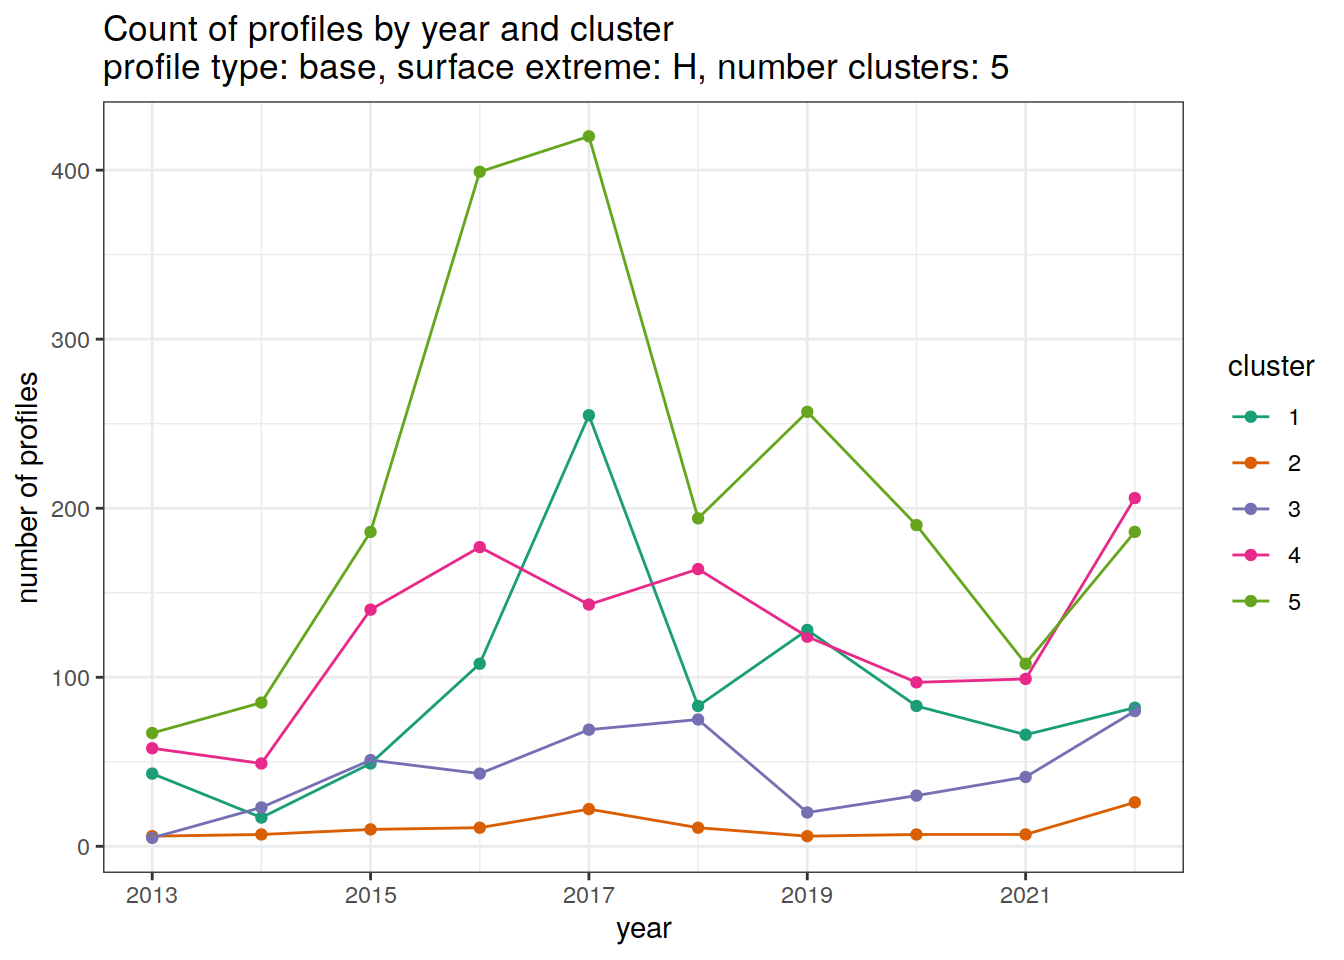 Count of profiles by year and cluster
profile type: base, surface extreme: H, number clusters: 5
number of profiles
400
300
200
100
0
2013 2015 2017 2019 2021
year
cluster
1
2
3
4
5